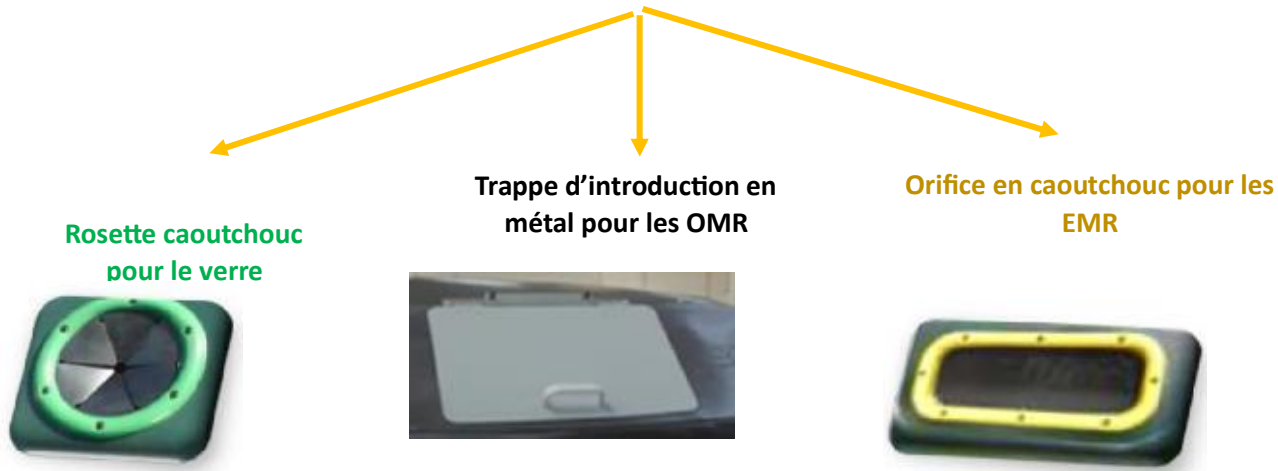 Rosette caoutchouc
pour le verre
Trappe d’introduction en
métal pour les OMR
Orifice en caoutchouc pour les
EMR